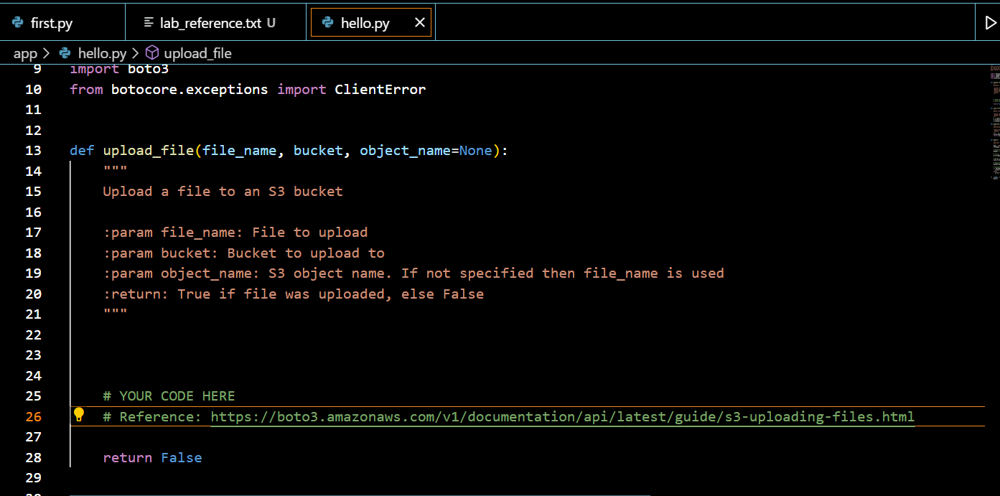 first.py
lab_reference.txt U
hello.py
app > hello.py > upload_file
9 import boto3
10 from botocore.exceptions import ClientError
11
12
13 def upload_file(file_name, bucket, object_name=None):
14     """
15     Upload a file to an S3 bucket
16
17     :param file_name: File to upload
18     :param bucket: Bucket to upload to
19     :param object_name: S3 object name. If not specified then file_name is used
20     :return: True if file was uploaded, else False
21     """
22
23
24
25     # YOUR CODE HERE
26     # Reference: https://boto3.amazonaws.com/v1/documentation/api/latest/guide/s3-uploading-files.html
27
28     return False
29